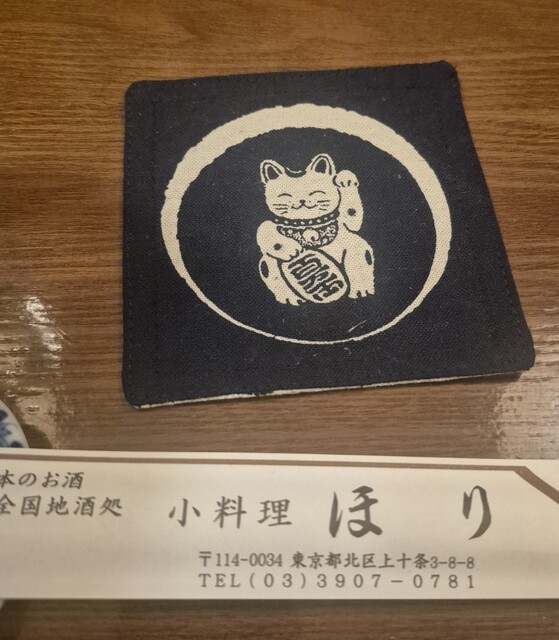 HORI'S
本のお酒
全国地酒処
小料理 ほり
〒114-0034 東京都北区上十条3-8-8
TEL(03)3907-0781